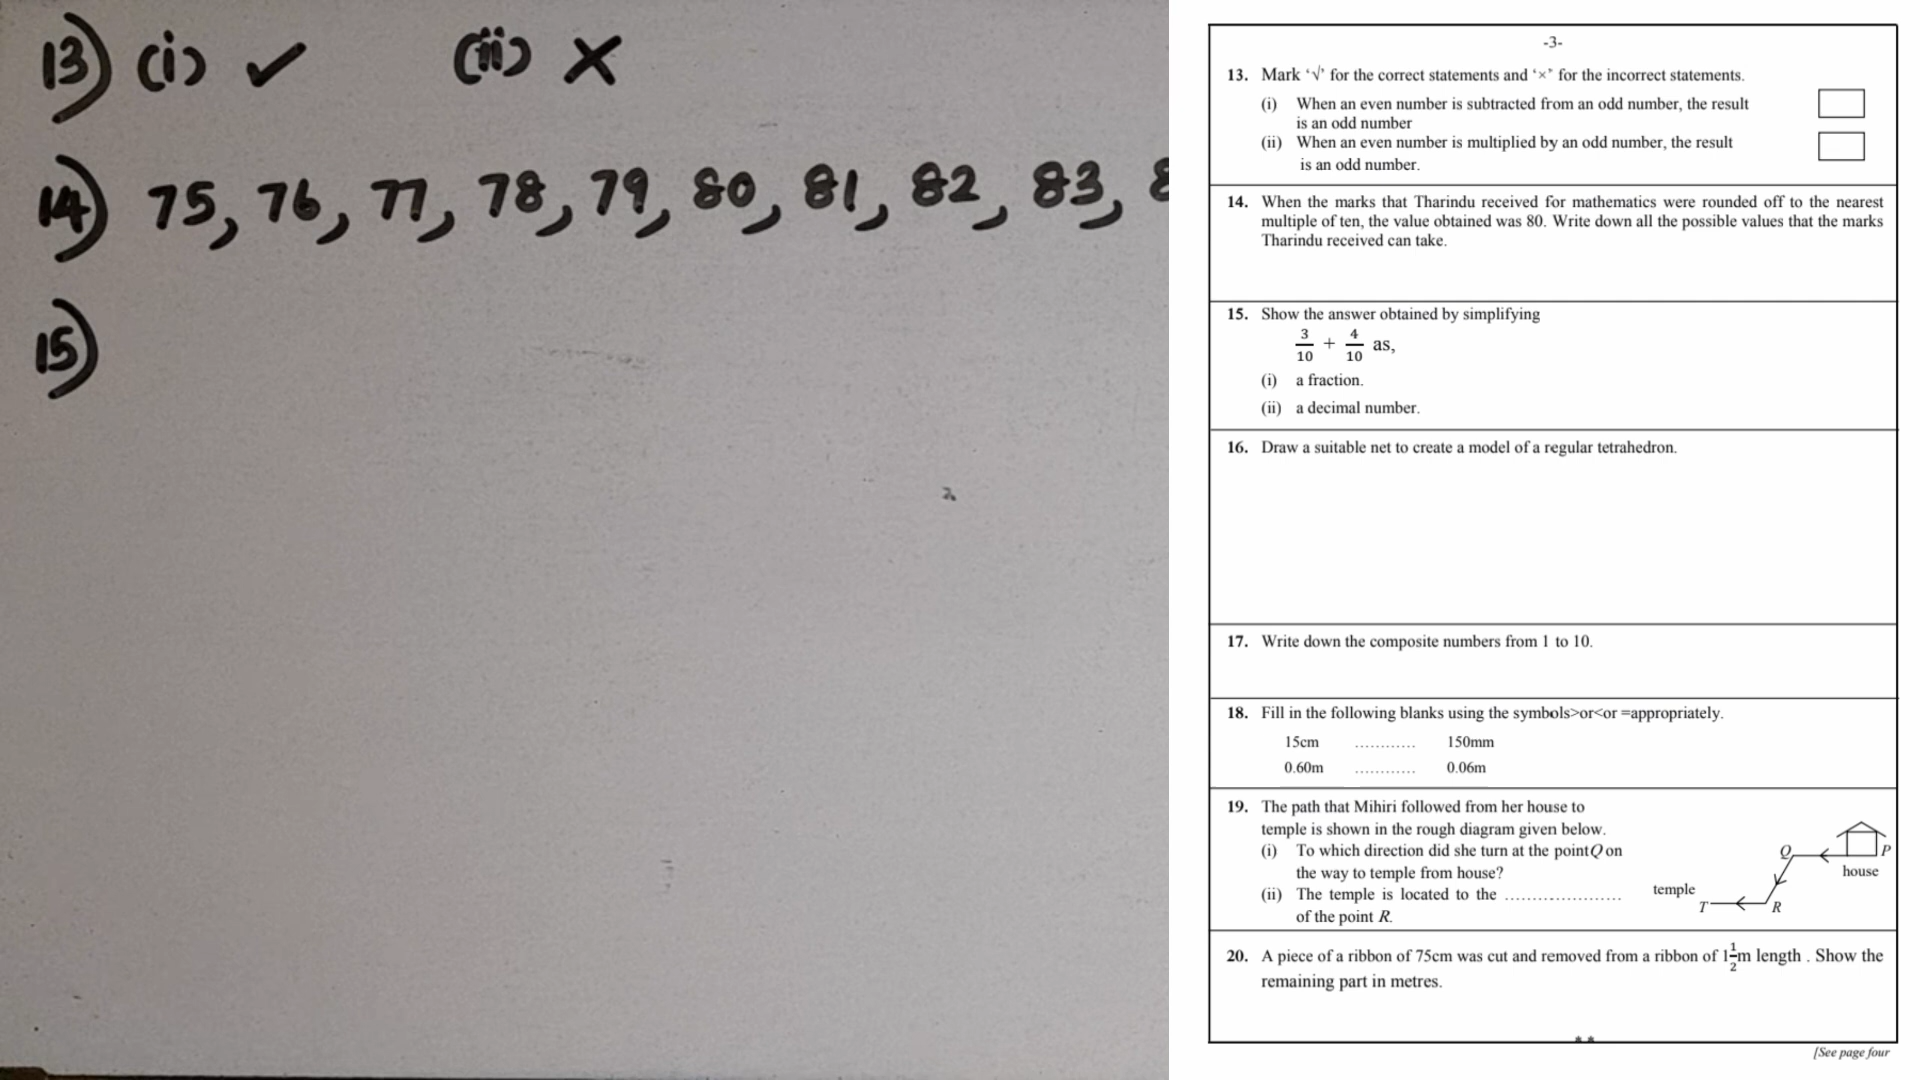 13) (i) ✓ (ii) ✗
14) 75, 76, 77, 78, 79, 80, 81, 82, 83,
15)
-3-
13. Mark ‘√’ for the correct statements and ‘×’ for the incorrect statements.
(i) When an even number is subtracted from an odd number, the result
is an odd number
(ii) When an even number is multiplied by an odd number, the result
is an odd number.
14. When the marks that Tharindu received for mathematics were rounded off to the nearest
multiple of ten, the value obtained was 80. Write down all the possible values that the marks
Tharindu received can take.
15. Show the answer obtained by simplifying
3/10 + 4/10 as,
(i) a fraction.
(ii) a decimal number.
16. Draw a suitable net to create a model of a regular tetrahedron.
17. Write down the composite numbers from 1 to 10.
18. Fill in the following blanks using the symbols>or<or =appropriately.
15cm ............ 150mm
0.60m ............ 0.06m
19. The path that Mihiri followed from her house to
temple is shown in the rough diagram given below.
(i) To which direction did she turn at the point Q on
the way to temple from house?
(ii) The temple is located to the .....................
of the point R.
Q
P
house
temple
T
R
20. A piece of a ribbon of 75cm was cut and removed from a ribbon of 1 1/2m length . Show the
remaining part in metres.
[See page four